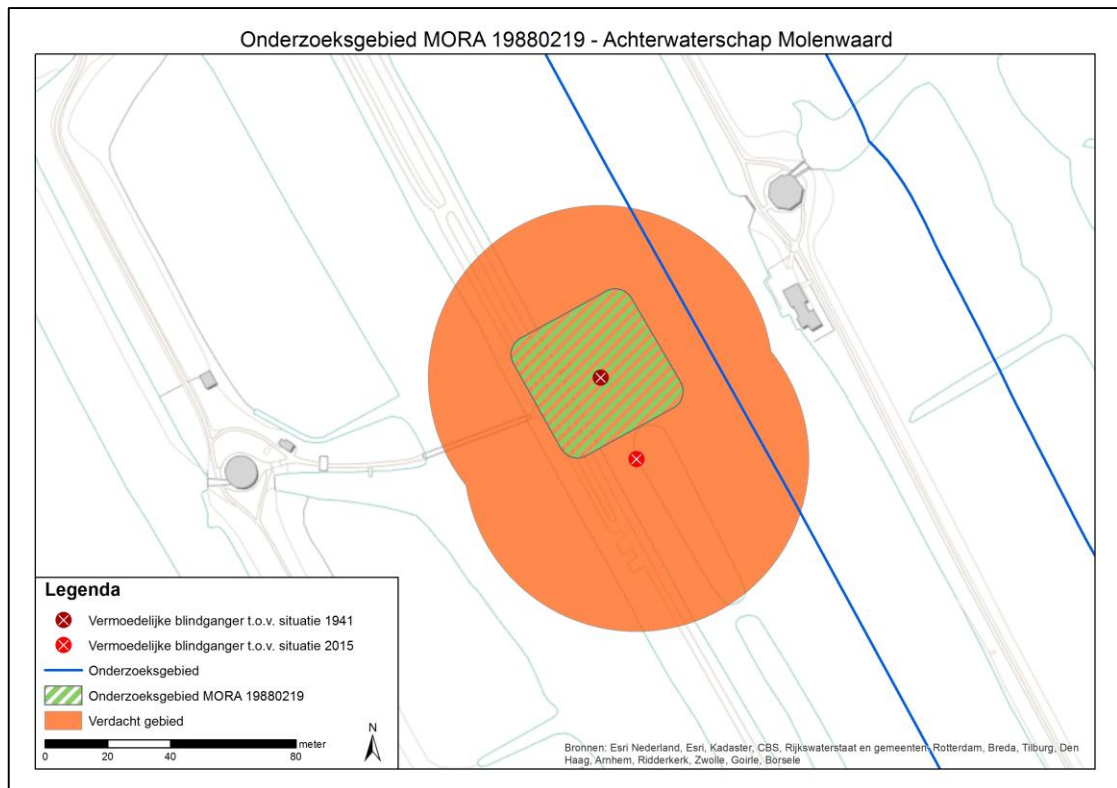 Onderzoeksgebied MORA 19880219 - Achterwaterschap Molenwaard
Legenda
Vermoedelijke blindganger t.o.v. situatie 1941
Vermoedelijke blindganger t.o.v. situatie 2015
Onderzoeksgebied
Onderzoeksgebied MORA 19880219
Verdacht gebied
meter
0 20 40 80
N
Bronnen: Esri Nederland, Esri, Kadaster, CBS, Rijkswaterstaat en gemeenten, Rotterdam, Breda, Tilburg, Den
Haag, Arnhem, Ridderkerk, Zwolle, Goirle, Borsele